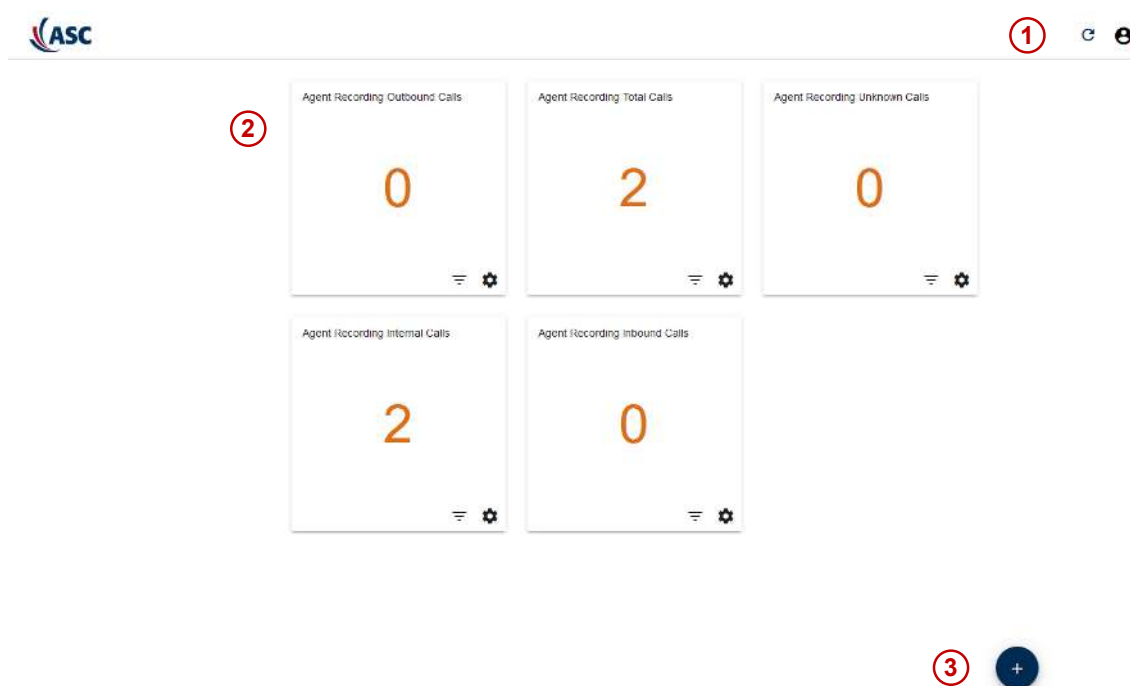 ASC
1
Agent Recording Outbound Calls
Agent Recording Total Calls
Agent Recording Unknown Calls
2
0
2
0
Agent Recording Internal Calls
Agent Recording Inbound Calls
2
0
3
+